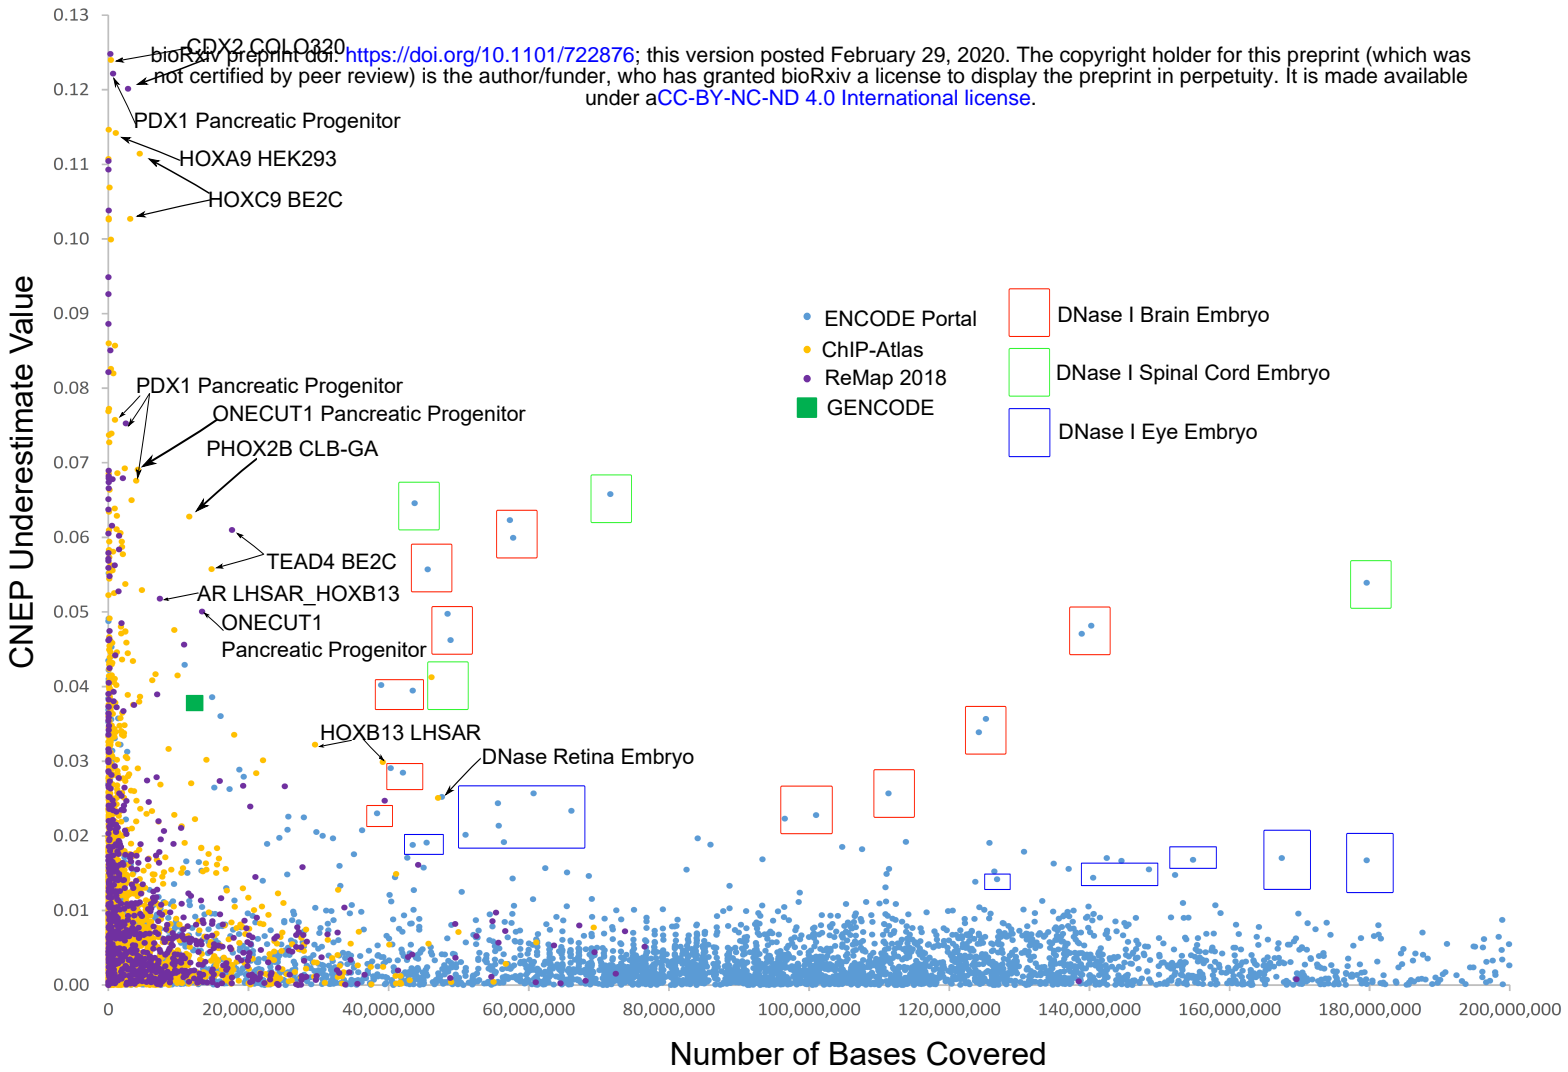 bioRxiv preprint doi: https://doi.org/10.1101/722876; this version posted February 29, 2020. The copyright holder for this preprint (which was
not certified by peer review) is the author/funder, who has granted bioRxiv a license to display the preprint in perpetuity. It is made available
under aCC-BY-NC-ND 4.0 International license.
CDX2 COLO320
PDX1 Pancreatic Progenitor
HOXA9 HEK293
HOXC9 BE2C
PDX1 Pancreatic Progenitor
ONECUT1 Pancreatic Progenitor
PHOX2B CLB-GA
TEAD4 BE2C
AR LHSAR_HOXB13
ONECUT1
Pancreatic Progenitor
HOXB13 LHSAR
DNase Retina Embryo
ENCODE Portal
ChIP-Atlas
ReMap 2018
GENCODE
DNase I Brain Embryo
DNase I Spinal Cord Embryo
DNase I Eye Embryo
CNEP Underestimate Value
0.13
0.12
0.11
0.10
0.09
0.08
0.07
0.06
0.05
0.04
0.03
0.02
0.01
0.00
0
20,000,000
40,000,000
60,000,000
80,000,000
100,000,000
120,000,000
140,000,000
160,000,000
180,000,000
200,000,000
Number of Bases Covered